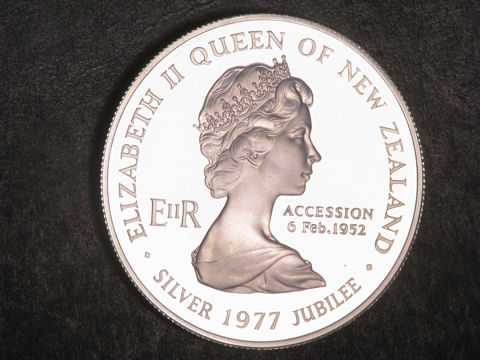 ELIZABETH II QUEEN OF NEW ZEALAND
EIIR
ACCESSION
6 Feb. 1952
SILVER 1977 JUBILEE